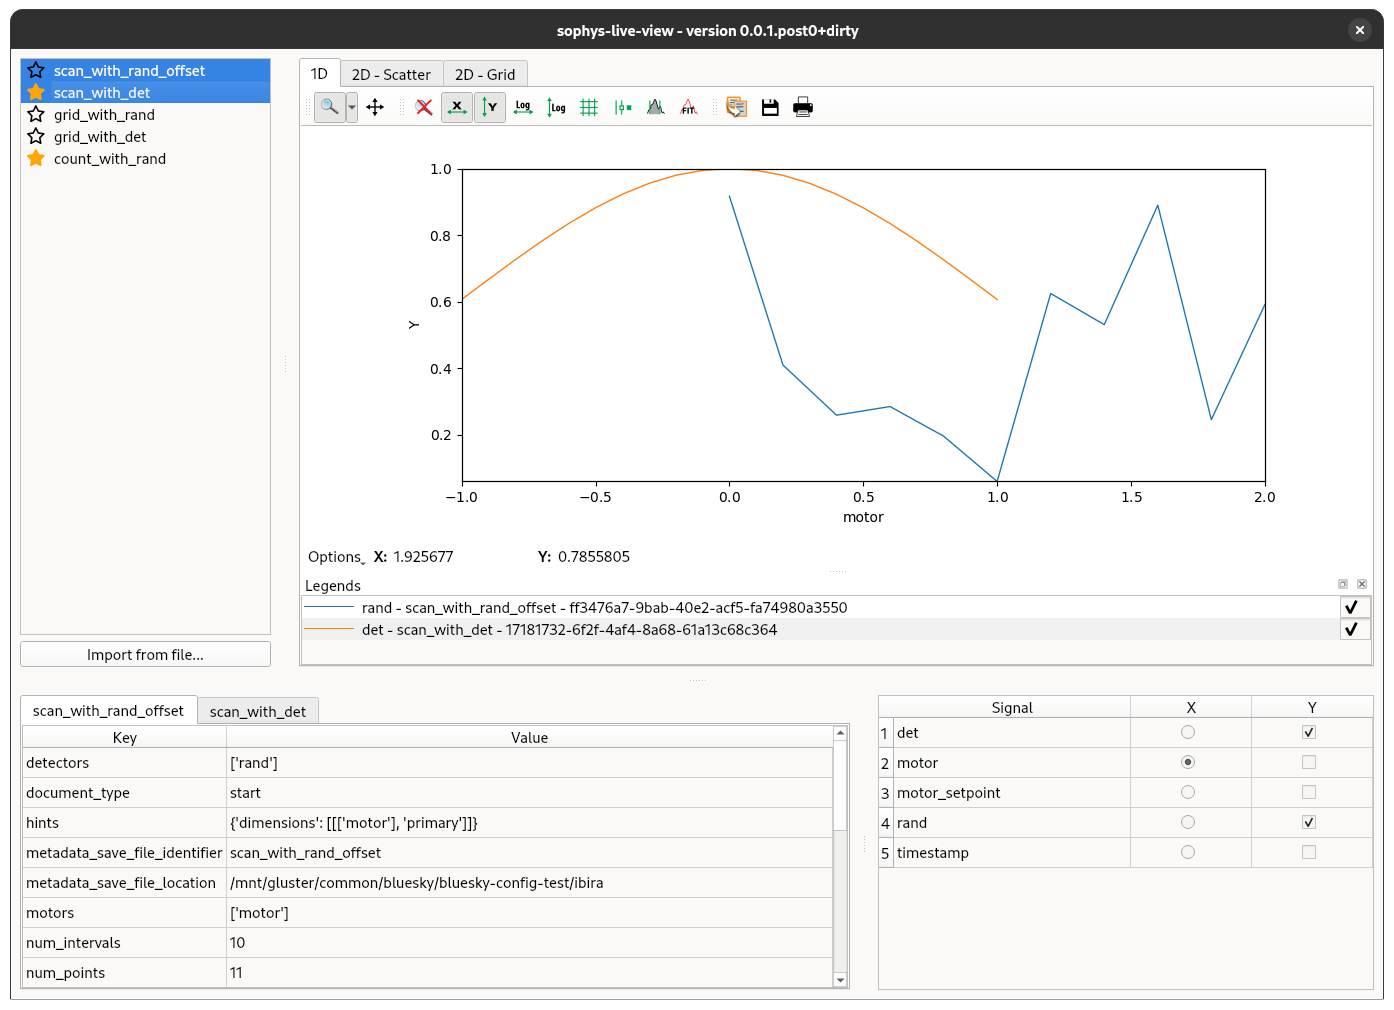 sophys-live-view - version 0.0.1.post0+dirty
scan_with_rand_offset
scan_with_det
grid_with_rand
grid_with_det
count_with_rand
Import from file...
1D
2D - Scatter
2D - Grid
X
Y
Log
Log
FIT
1.0
0.8
0.6
0.4
0.2
Y
−1.0
−0.5
0.0
0.5
1.0
1.5
2.0
motor
Options
X: 1.925677
Y: 0.7855805
Legends
rand - scan_with_rand_offset - ff3476a7-9bab-40e2-acf5-fa74980a3550
det - scan_with_det - 17181732-6f2f-4af4-8a68-61a13c68c364
scan_with_rand_offset
scan_with_det
Key Value
detectors ['rand']
document_type start
hints {'dimensions': [[['motor'], 'primary']]}
metadata_save_file_identifier scan_with_rand_offset
metadata_save_file_location /mnt/gluster/common/bluesky/bluesky-config-test/ibira
motors ['motor']
num_intervals 10
num_points 11
Signal X Y
1 det
2 motor
3 motor_setpoint
4 rand
5 timestamp